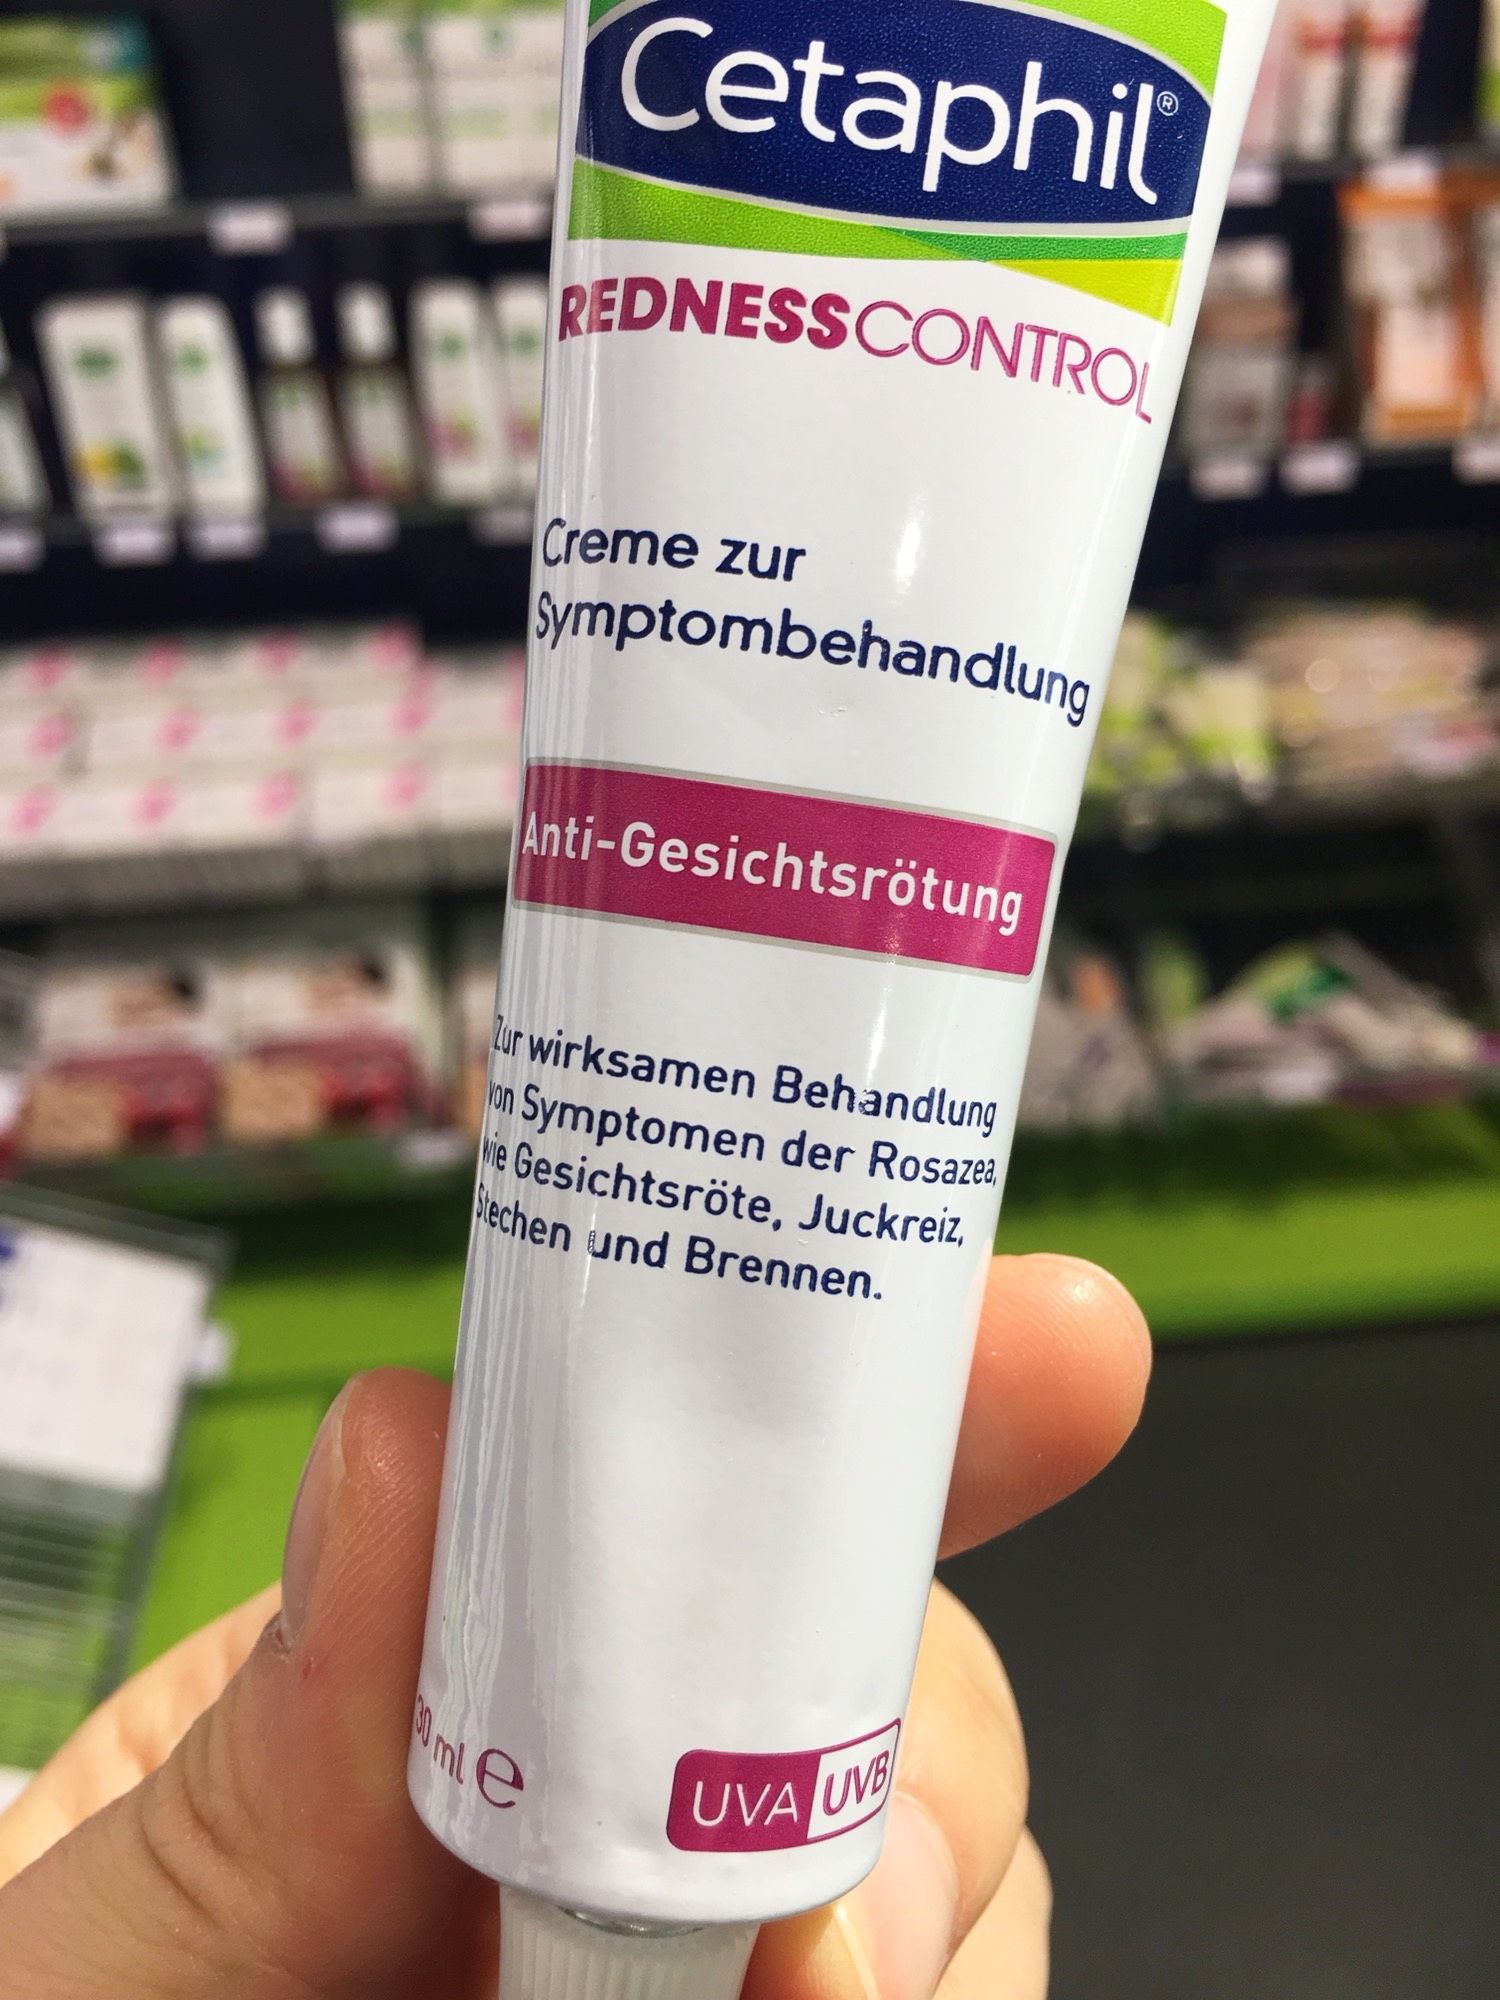 Cetaphil®
REDNESSCONTROL
Creme zur
Symptombehandlung
Anti-Gesichtsrötung
Zur wirksamen Behandlung
von Symptomen der Rosazea,
wie Gesichtsröte, Juckreiz,
Stechen und Brennen.
30 ml e
UVA UVB